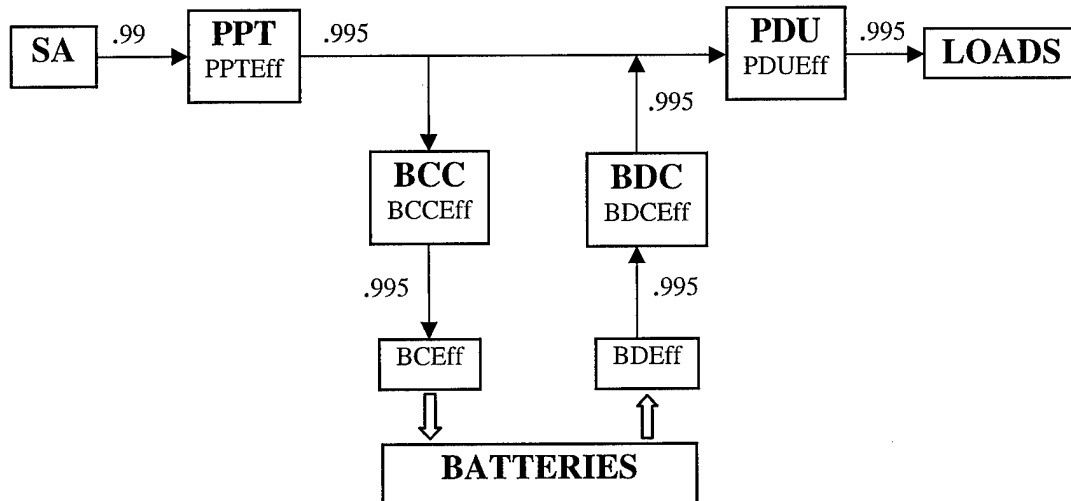 SA
.99
PPT
PPTEff
.995
PDU
PDUEff
.995
LOADS
.995
BCC
BCCEff
BDC
BDCEff
.995
.995
BCEff
BDEff
BATTERIES